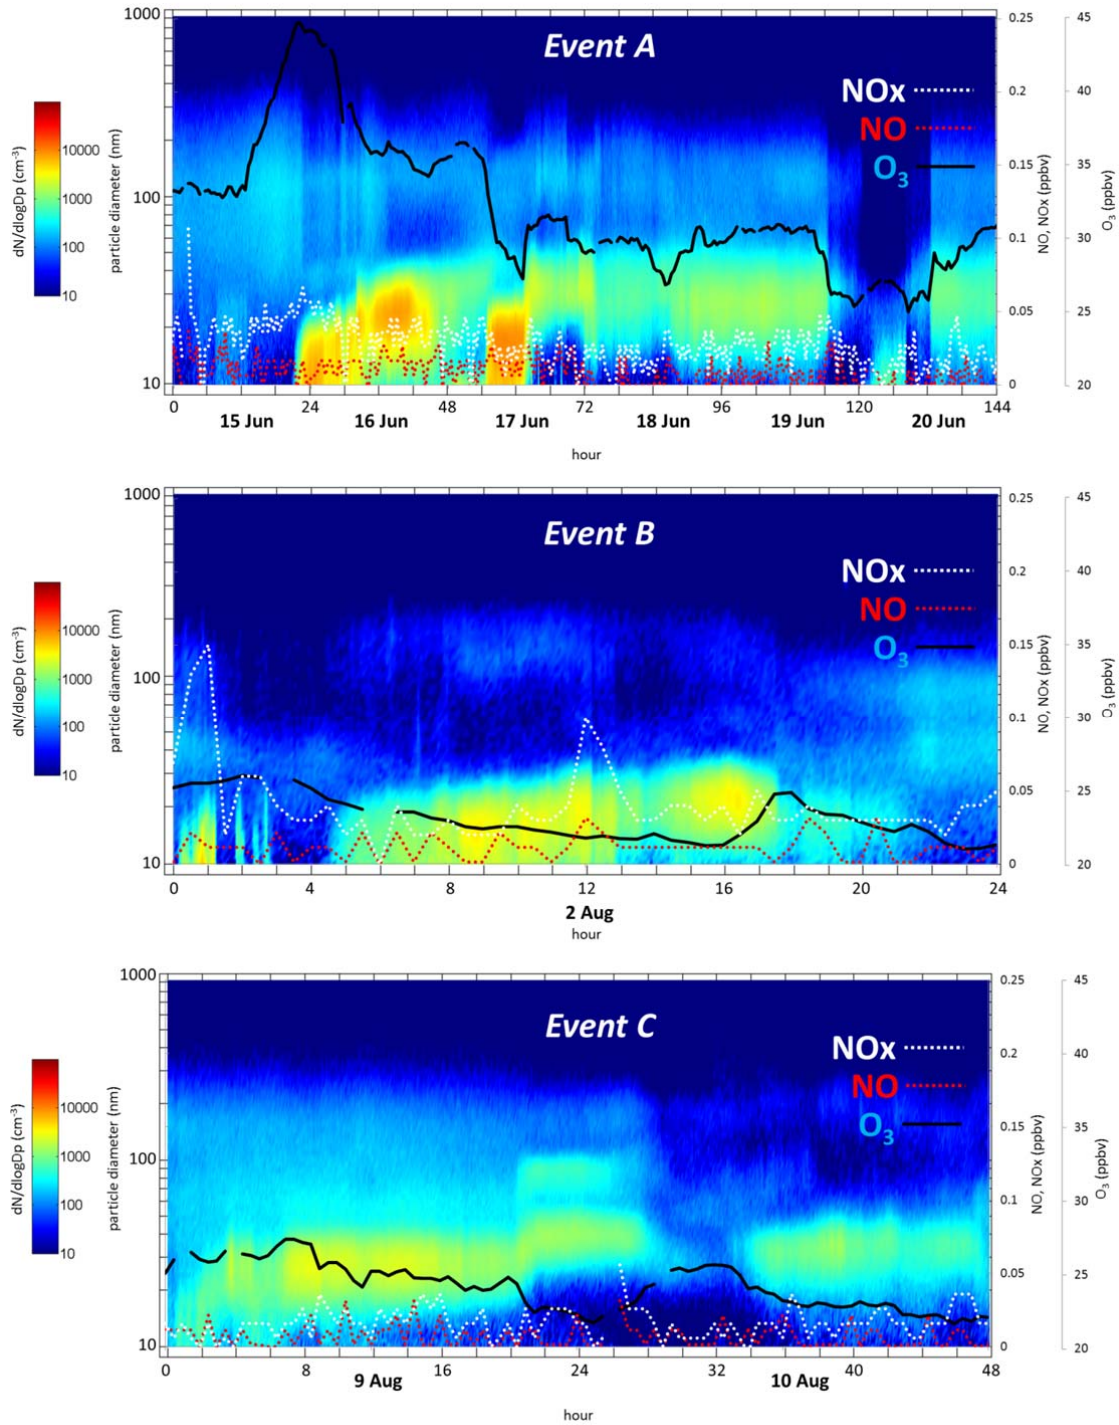 1000
Event A
0.25
45
NOx
0.2
40
NO
10000
O3
0.15
35
1000
100
100
0.1
30
10
0.05
25
10
0
20
dN/dlogDp (cm-3)
particle diameter (nm)
NO, NOx (ppbv)
O3 (ppbv)
0 24 48 72 96 120 144
15 Jun 16 Jun 17 Jun 18 Jun 19 Jun 20 Jun
hour
1000
Event B
0.25
45
NOx
0.2
40
NO
10000
O3
0.15
35
1000
100
100
0.1
30
10
0.05
25
10
0
20
dN/dlogDp (cm-3)
particle diameter (nm)
NO, NOx (ppbv)
O3 (ppbv)
0 4 8 12 16 20 24
2 Aug
hour
1000
Event C
0.25
45
NOx
0.2
40
NO
10000
O3
0.15
35
1000
100
100
0.1
30
10
0.05
25
10
0
20
dN/dlogDp (cm-3)
particle diameter (nm)
NO, NOx (ppbv)
O3 (ppbv)
0 8 16 24 32 40 48
9 Aug 10 Aug
hour